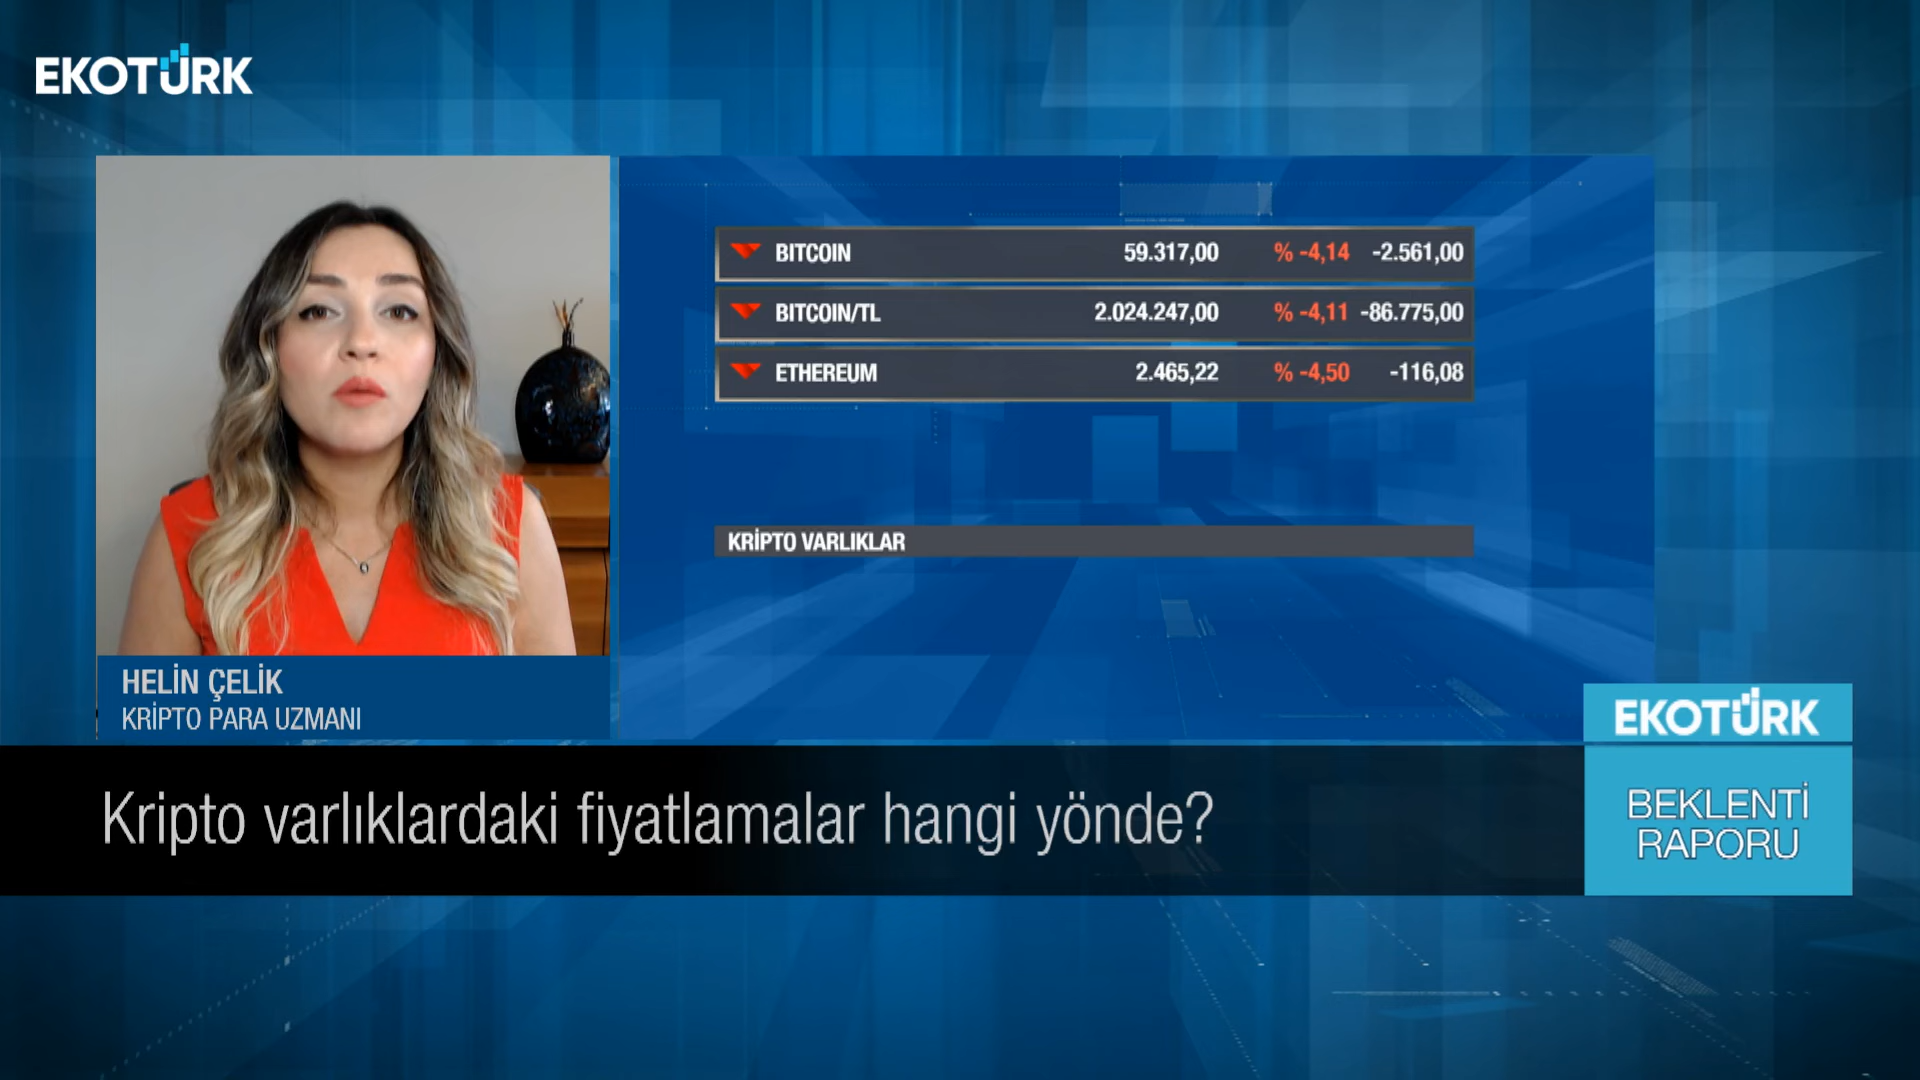 EKOTÜRK
BITCOIN 59.317,00 % -4,14 -2.561,00
BITCOIN/TL 2.024.247,00 % -4,11 -86.775,00
ETHEREUM 2.465,22 % -4,50 -116,08
KRİPTO VARLIKLAR
HELİN ÇELİK
KRİPTO PARA UZMANI
Kripto varlıklardaki fiyatlamalar hangi yönde?
EKOTÜRK
BEKLENTİ
RAPORU